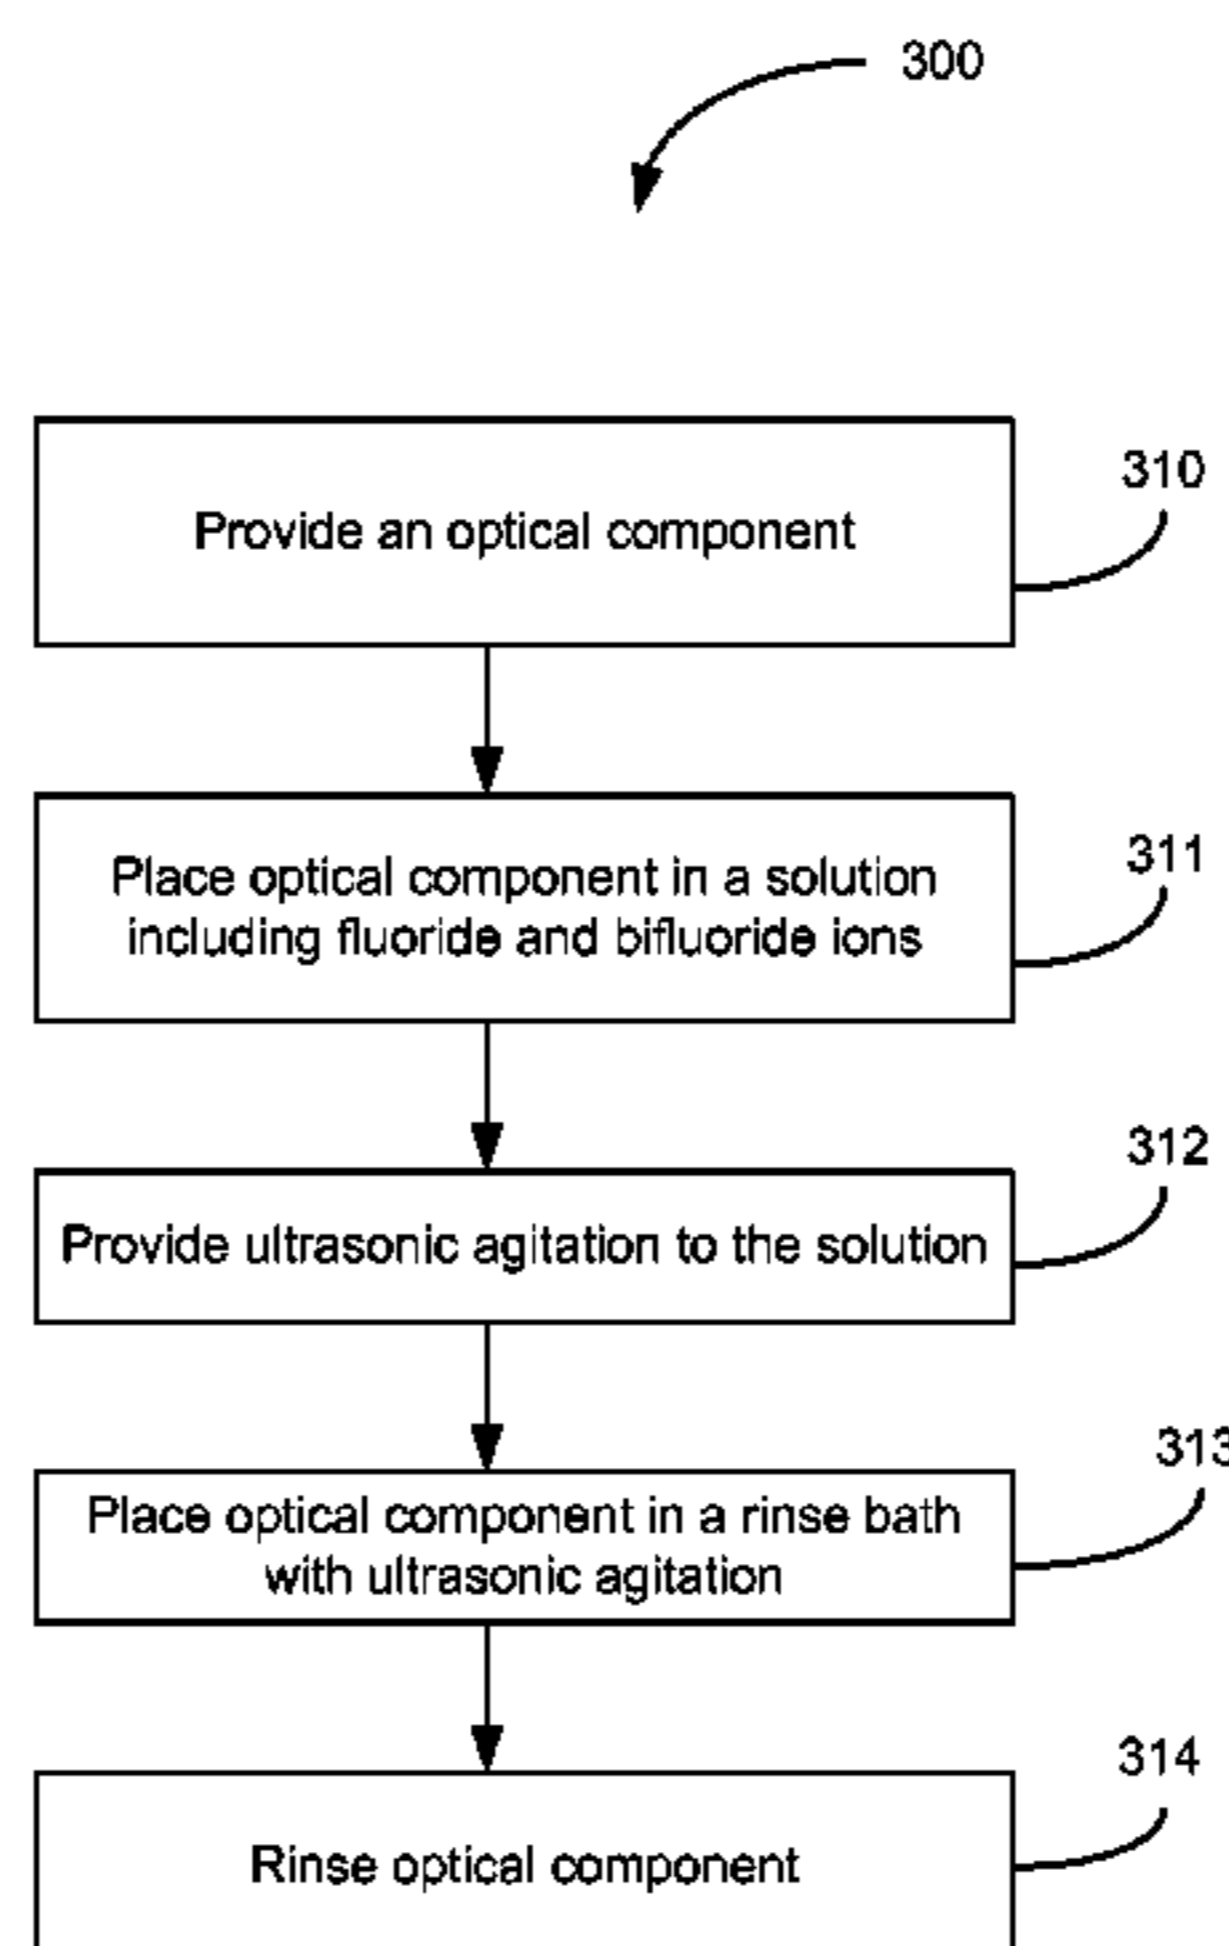 300
310
Provide an optical component
311
Place optical component in a solution
including fluoride and bifluoride ions
312
Provide ultrasonic agitation to the solution
313
Place optical component in a rinse bath
with ultrasonic agitation
314
Rinse optical component